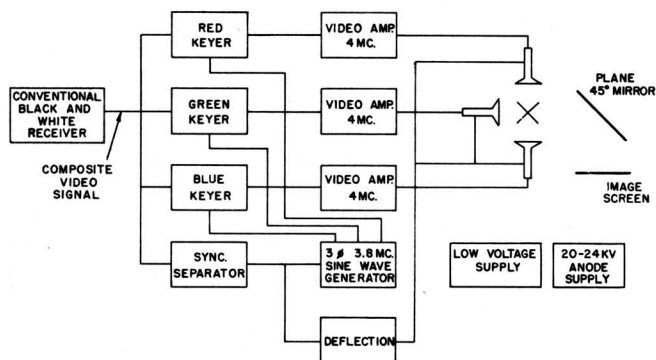 RED
KEYER
VIDEO AMP.
4 MC.
PLANE
45° MIRROR
CONVENTIONAL
BLACK AND
WHITE
RECEIVER
GREEN
KEYER
VIDEO AMP.
4 MC.
COMPOSITE
VIDEO
SIGNAL
BLUE
KEYER
VIDEO AMP.
4 MC.
IMAGE
SCREEN
SYNC.
SEPARATOR
3 ø 3.8 MC.
SINE WAVE
GENERATOR
LOW VOLTAGE
SUPPLY
20-24 KV
ANODE
SUPPLY
DEFLECTION